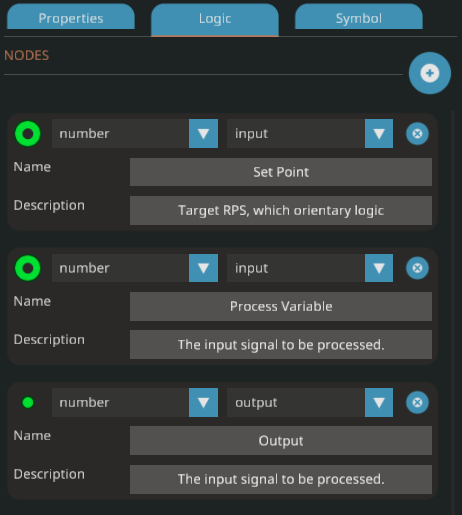 Properties
Logic
Symbol
NODES
number
input
Name
Set Point
Description
Target RPS, which orientary logic
number
input
Name
Process Variable
Description
The input signal to be processed.
number
output
Name
Output
Description
The input signal to be processed.